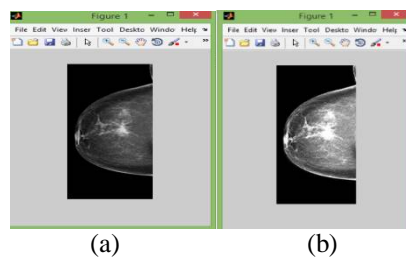 Figure 1
File Edit View Inser Tool Deskto Windo Help
Figure 1
File Edit View Inser Tool Deskto Windo Help
(a)
(b)